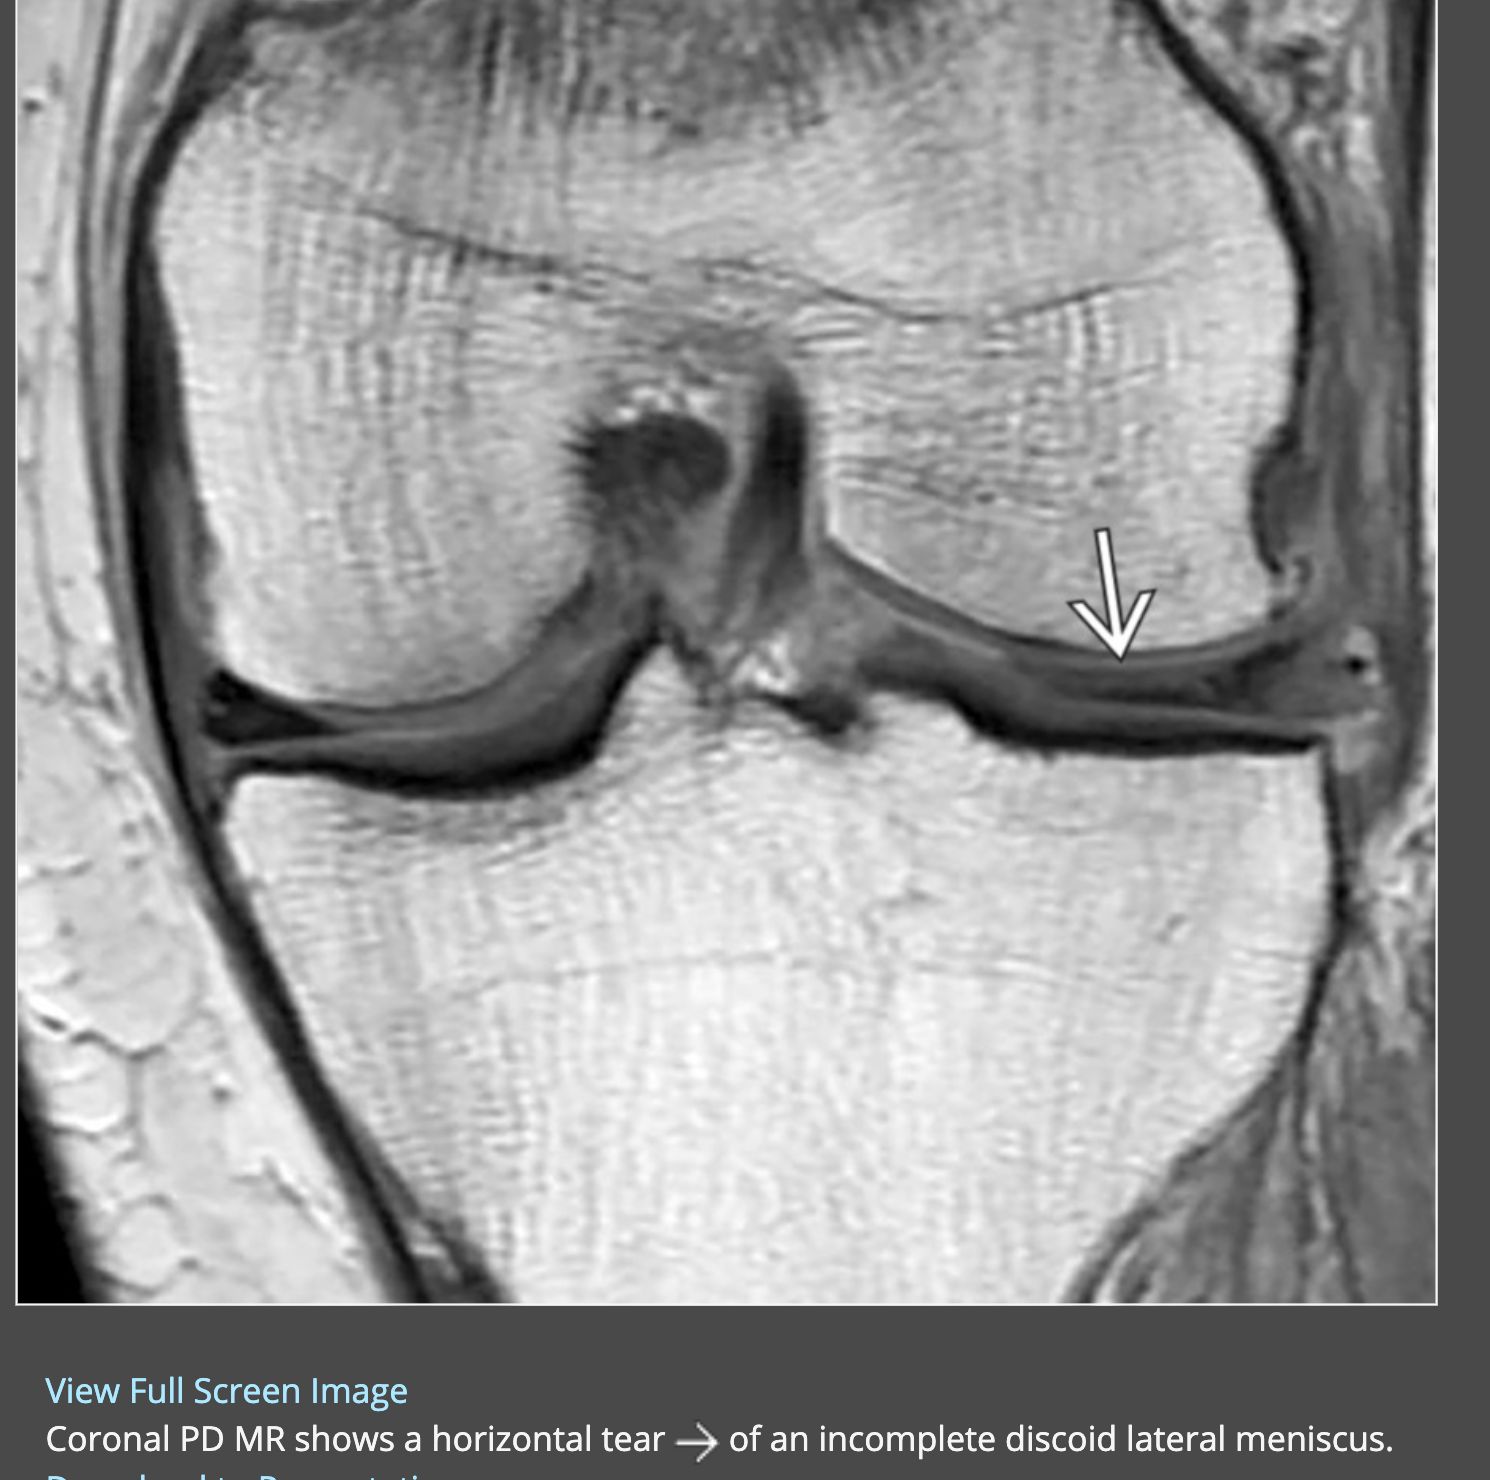 View Full Screen Image
Coronal PD MR shows a horizontal tear → of an incomplete discoid lateral meniscus.